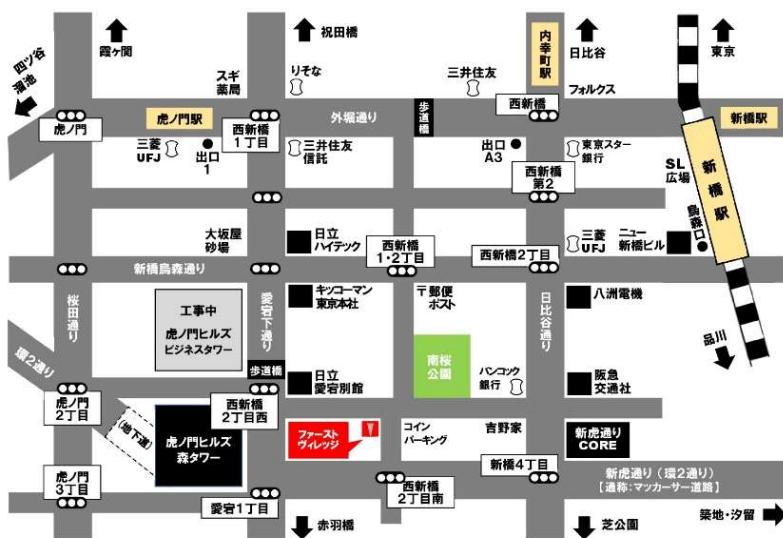 四ツ谷
溜池
霞ヶ関
祝田橋
内幸町駅
日比谷
東京
スギ
薬局
りそな
三井住友
フォルクス
虎ノ門
虎ノ門駅
西新橋
1丁目
外堀通り
歩道橋
西新橋
新橋駅
三菱
UFJ
出口
1
三井住友
信託
出口
A3
東京スター
銀行
SL
広場
新橋駅
西新橋
第2
烏森口
大坂屋
砂場
日立
ハイテック
西新橋
1・2丁目
西新橋2丁目
三菱
UFJ
ニュー
新橋ビル
新橋烏森通り
桜田通り
工事中
虎ノ門ヒルズ
ビジネスタワー
愛宕下通り
キッコーマン
東京本社
〒郵便
ポスト
日比谷通り
八洲電機
品川
環2通り
歩道橋
日立
愛宕別館
南桜
公園
バンコック
銀行
阪急
交通社
虎ノ門
2丁目
西新橋
2丁目西
(地下道)
虎ノ門ヒルズ
森タワー
ファースト
ヴィレッジ
コイン
パーキング
吉野家
新虎通り
CORE
虎ノ門
3丁目
愛宕1丁目
西新橋
2丁目南
新橋4丁目
新虎通り(環2通り)
【通称:マッカーサー道路】
赤羽橋
芝公園
築地・汐留